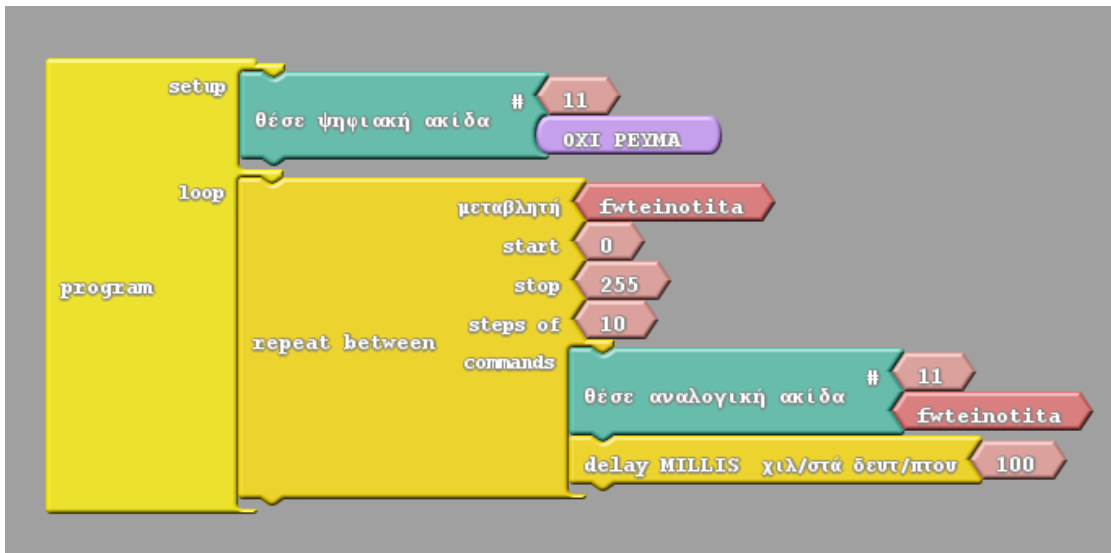 setup
θέσε ψηφιακή ακίδα # 11
ΟΧΙ ΡΕΥΜΑ
loop
program
repeat between
μεταβλητή fwteinotita
start 0
stop 255
steps of 10
commands
θέσε αναλογική ακίδα # 11
fwteinotita
delay MILLIS χιλ/στά δευτ/πτου 100